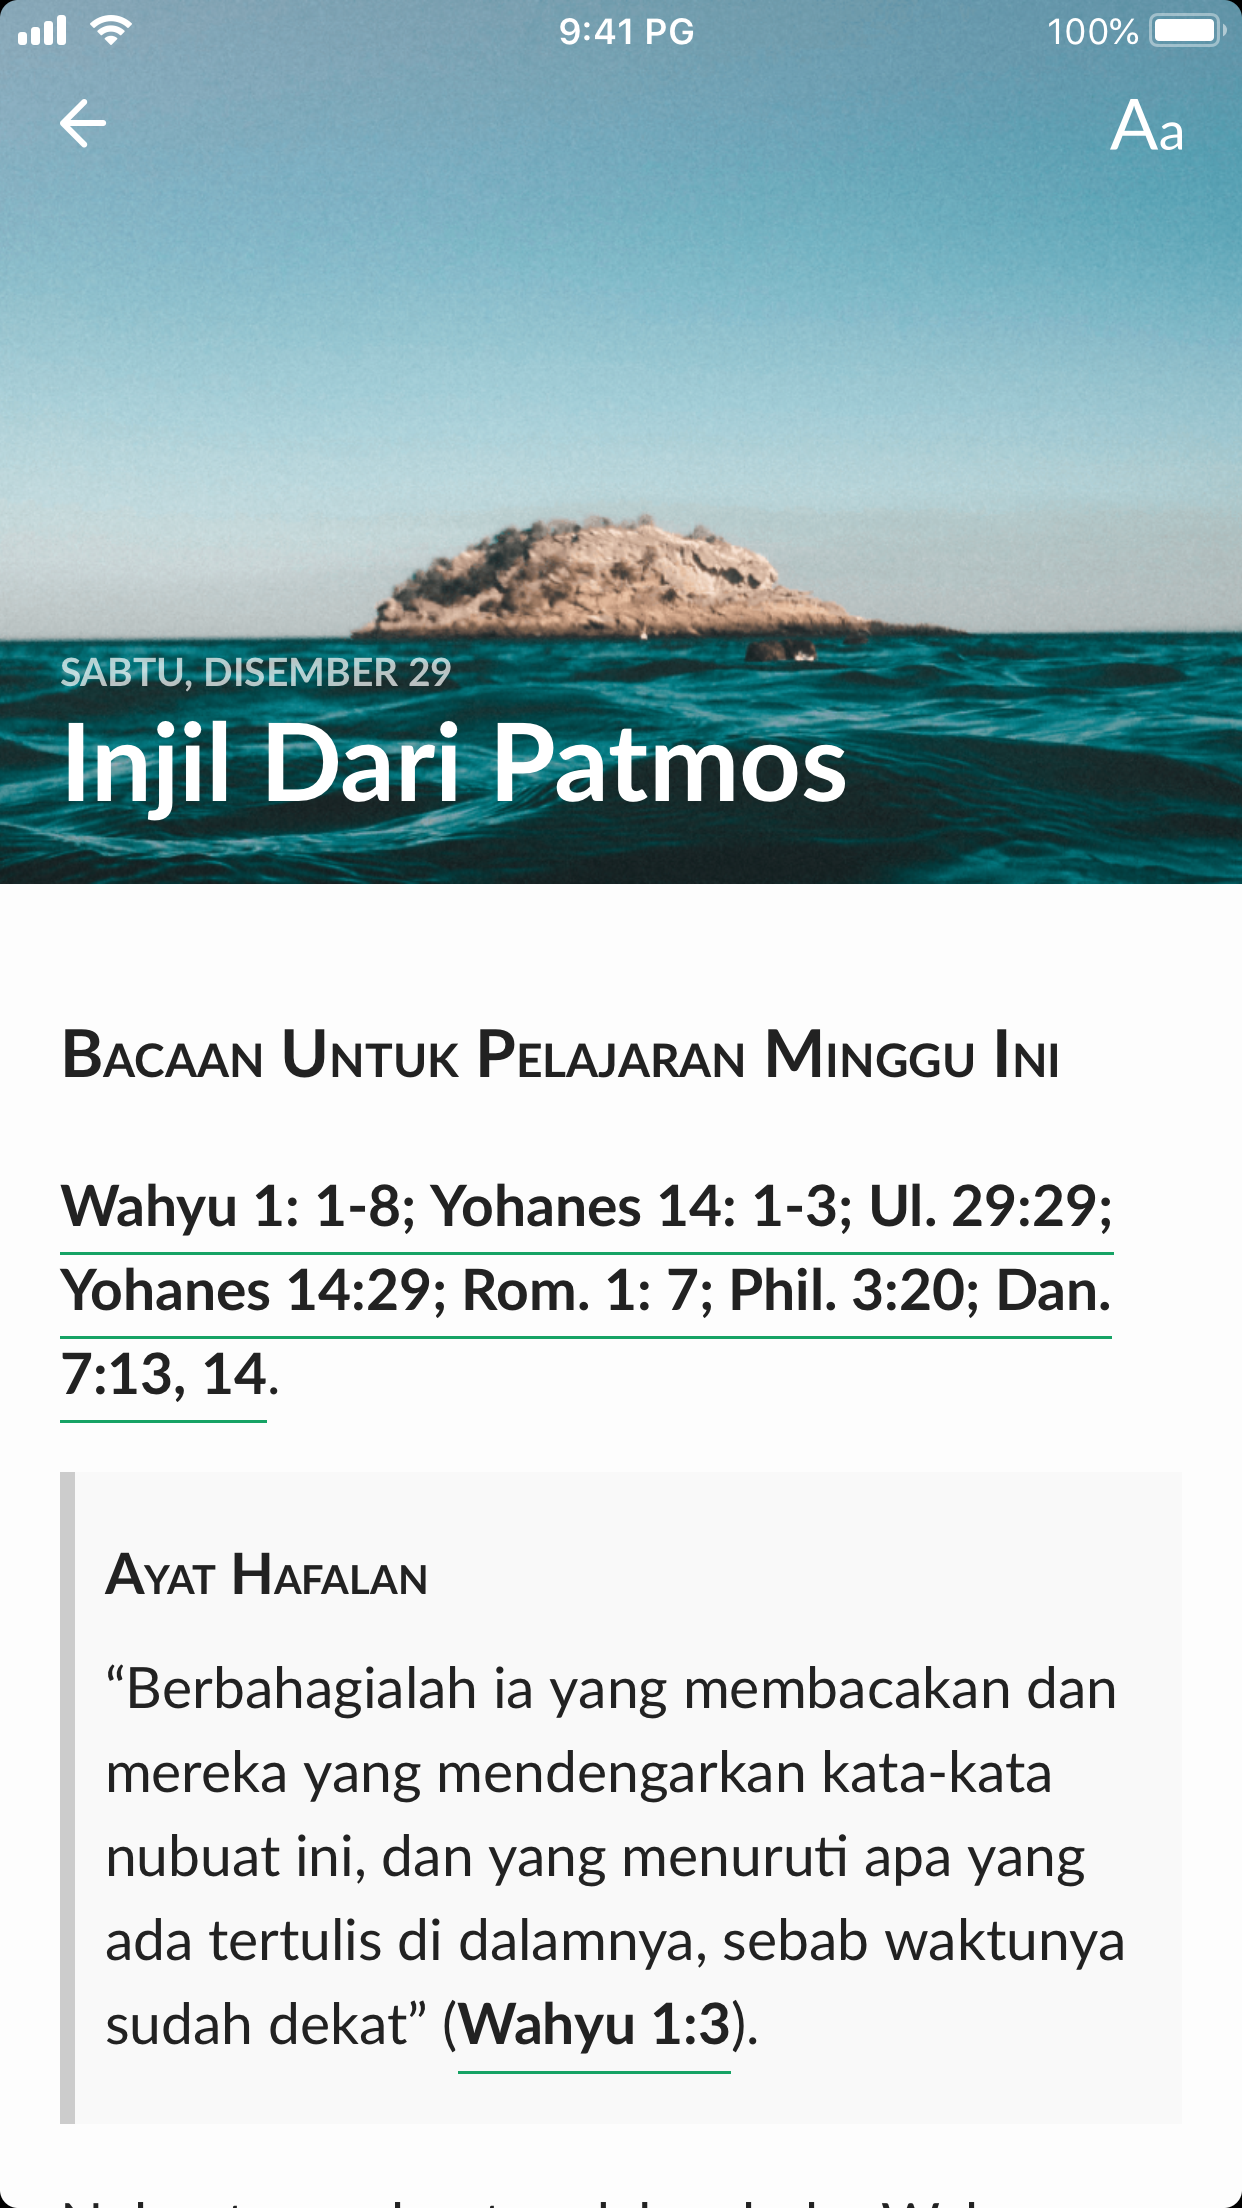 9:41 PG
100%
Aa
SABTU, DISEMBER 29
Injil Dari Patmos
Bacaan Untuk Pelajaran Minggu Ini
Wahyu 1: 1-8; Yohanes 14: 1-3; Ul. 29:29;
Yohanes 14:29; Rom. 1: 7; Phil. 3:20; Dan.
7:13, 14.
Ayat Hafalan
“Berbahagialah ia yang membacakan dan
mereka yang mendengarkan kata-kata
nubuat ini, dan yang menuruti apa yang
ada tertulis di dalamnya, sebab waktunya
sudah dekat” (Wahyu 1:3).